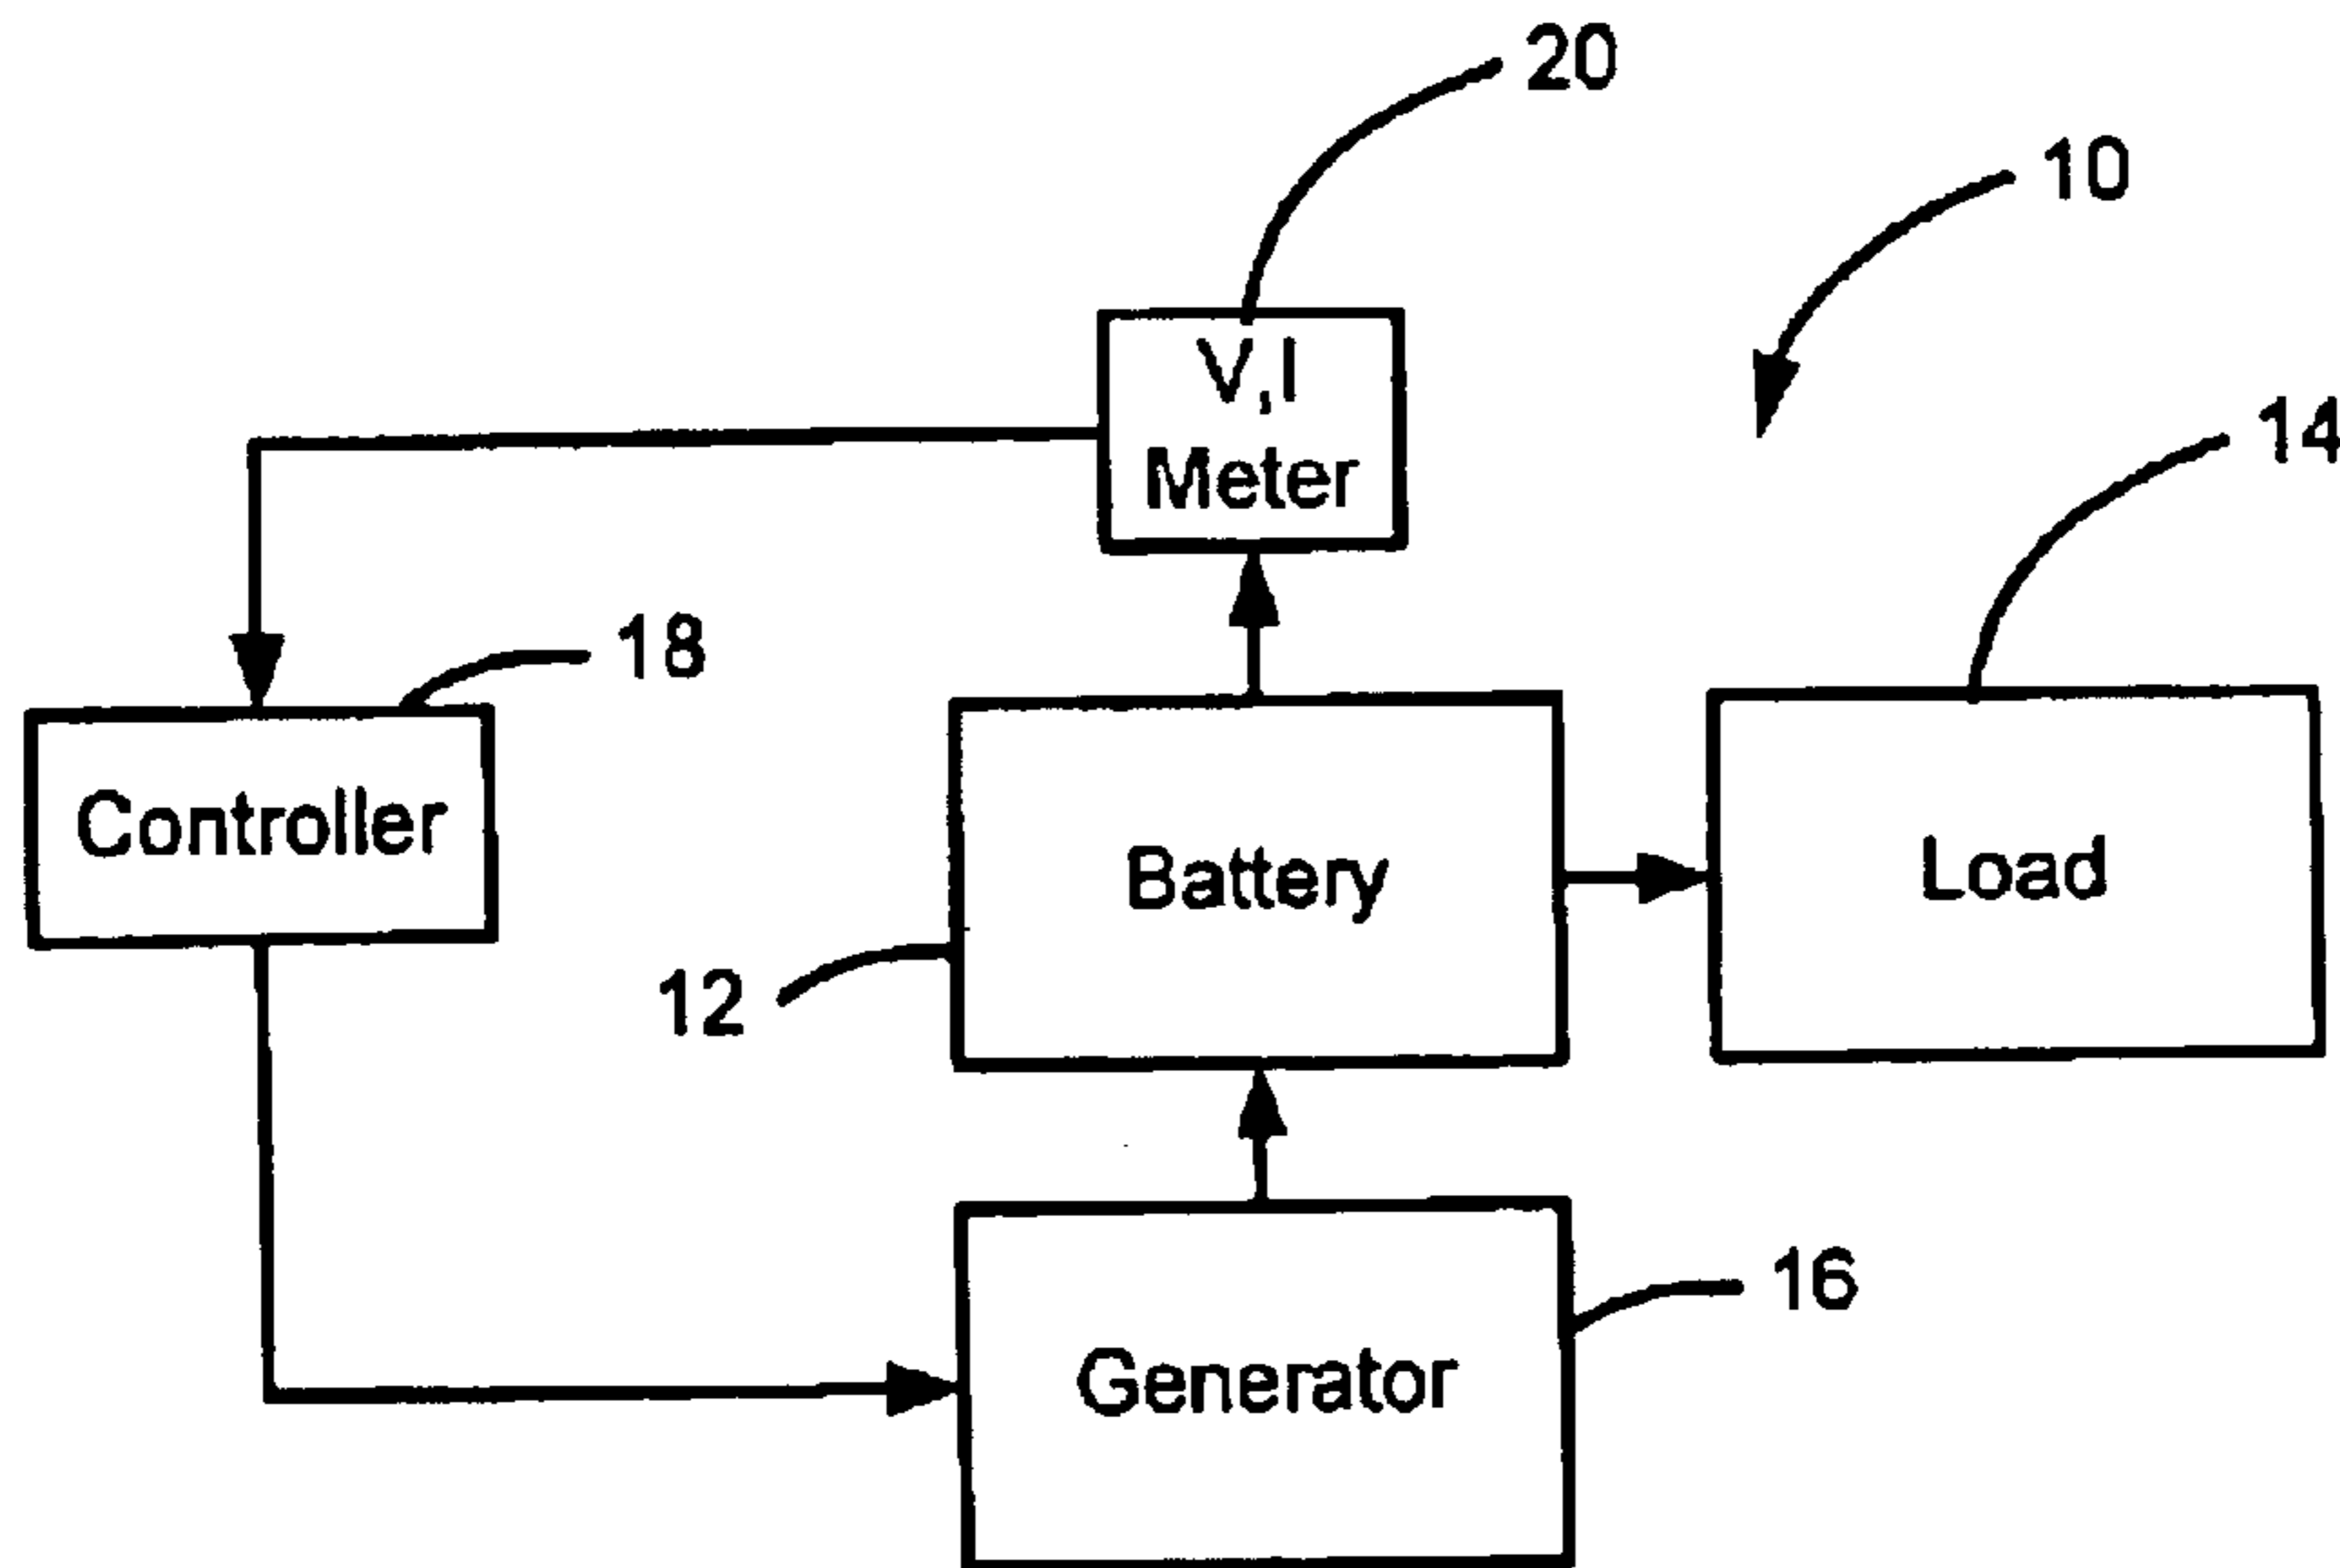 20
10
V,I
Meter
14
18
Controller
Battery
Load
12
16
Generator